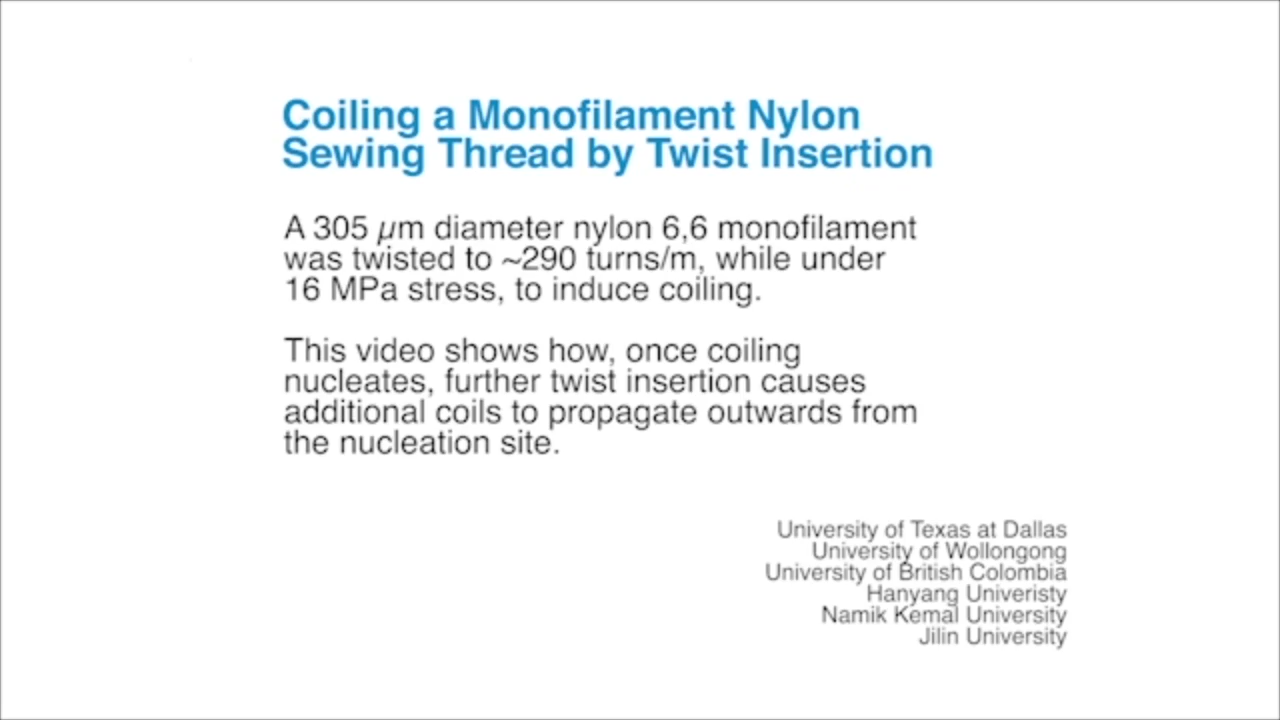 Coiling a Monofilament Nylon
Sewing Thread by Twist Insertion
A 305 µm diameter nylon 6,6 monofilament
was twisted to ~290 turns/m, while under
16 MPa stress, to induce coiling.
This video shows how, once coiling
nucleates, further twist insertion causes
additional coils to propagate outwards from
the nucleation site.
University of Texas at Dallas
University of Wollongong
University of British Colombia
Hanyang Univeristy
Namik Kemal University
Jilin University